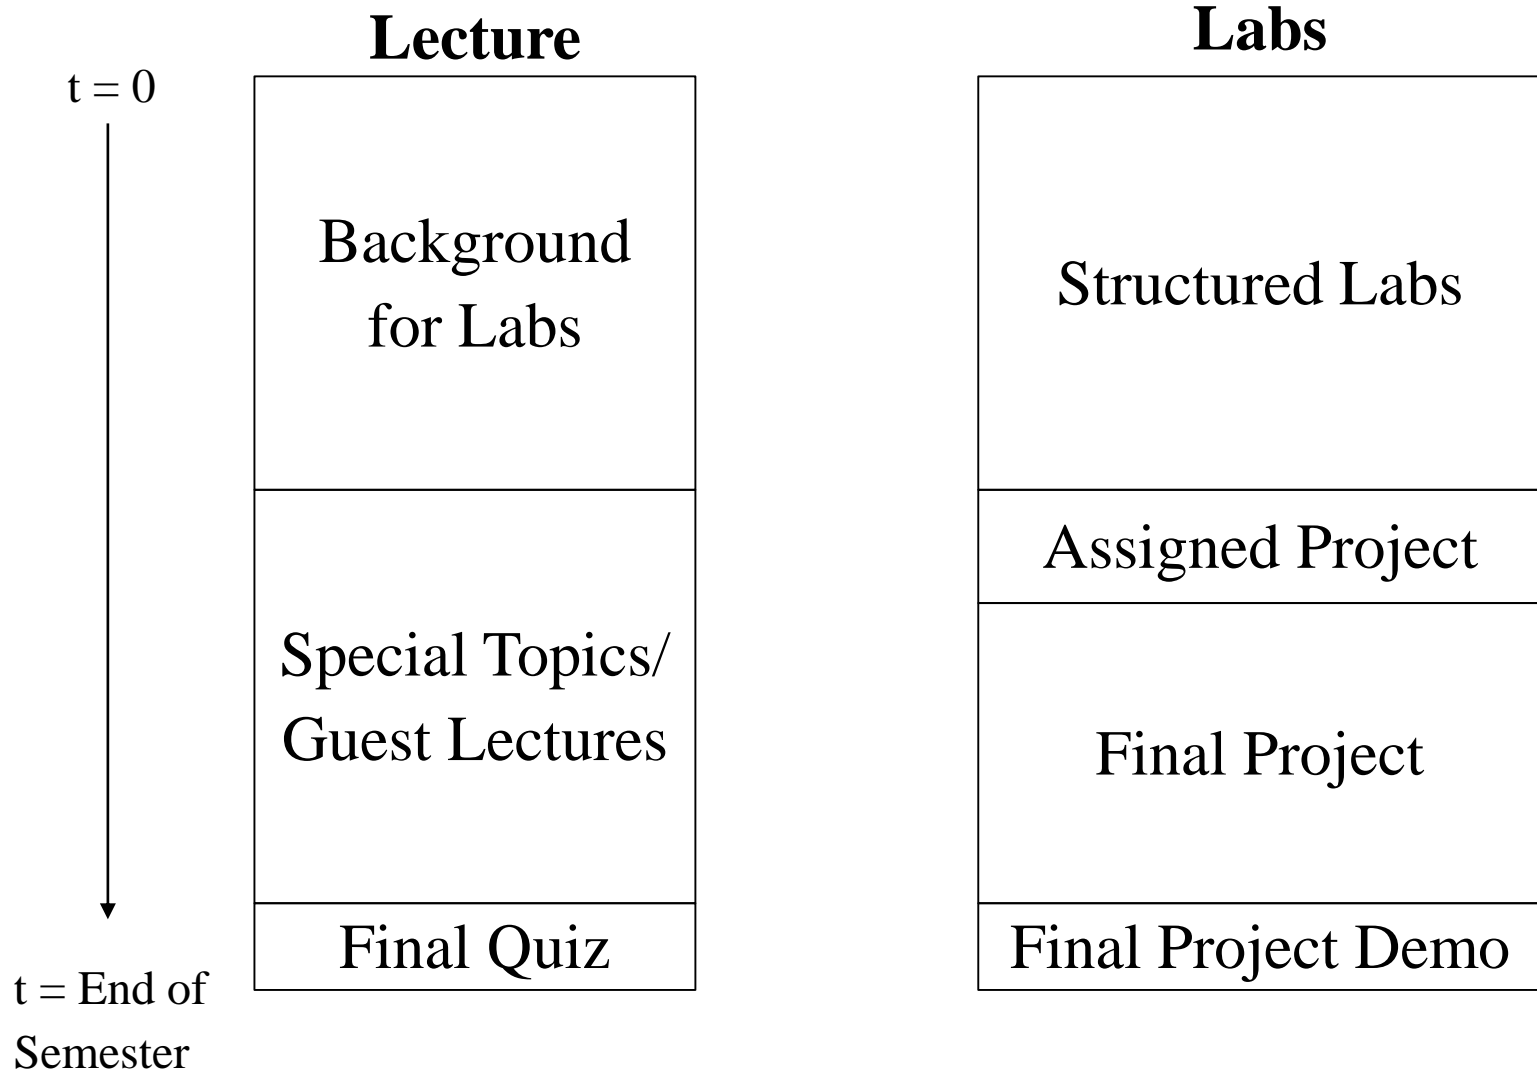 Lecture
Labs
t = 0
Background
for Labs
Structured Labs
Assigned Project
Special Topics/
Guest Lectures
Final Project
Final Quiz
Final Project Demo
t = End of
Semester